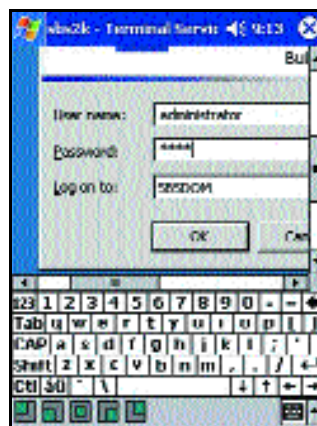 sbs2k - Terminal Servic 9:13
Bui
User name: administrator
Password: ****
Log on to: SBSDOM
OK Can
123 1 2 3 4 5 6 7 8 9 0 - =
Tab q w e r t y u i o p [ ]
CAP a s d f g h j k l ; '
Shift z x c v b n m , . /
Ctl áü ` \